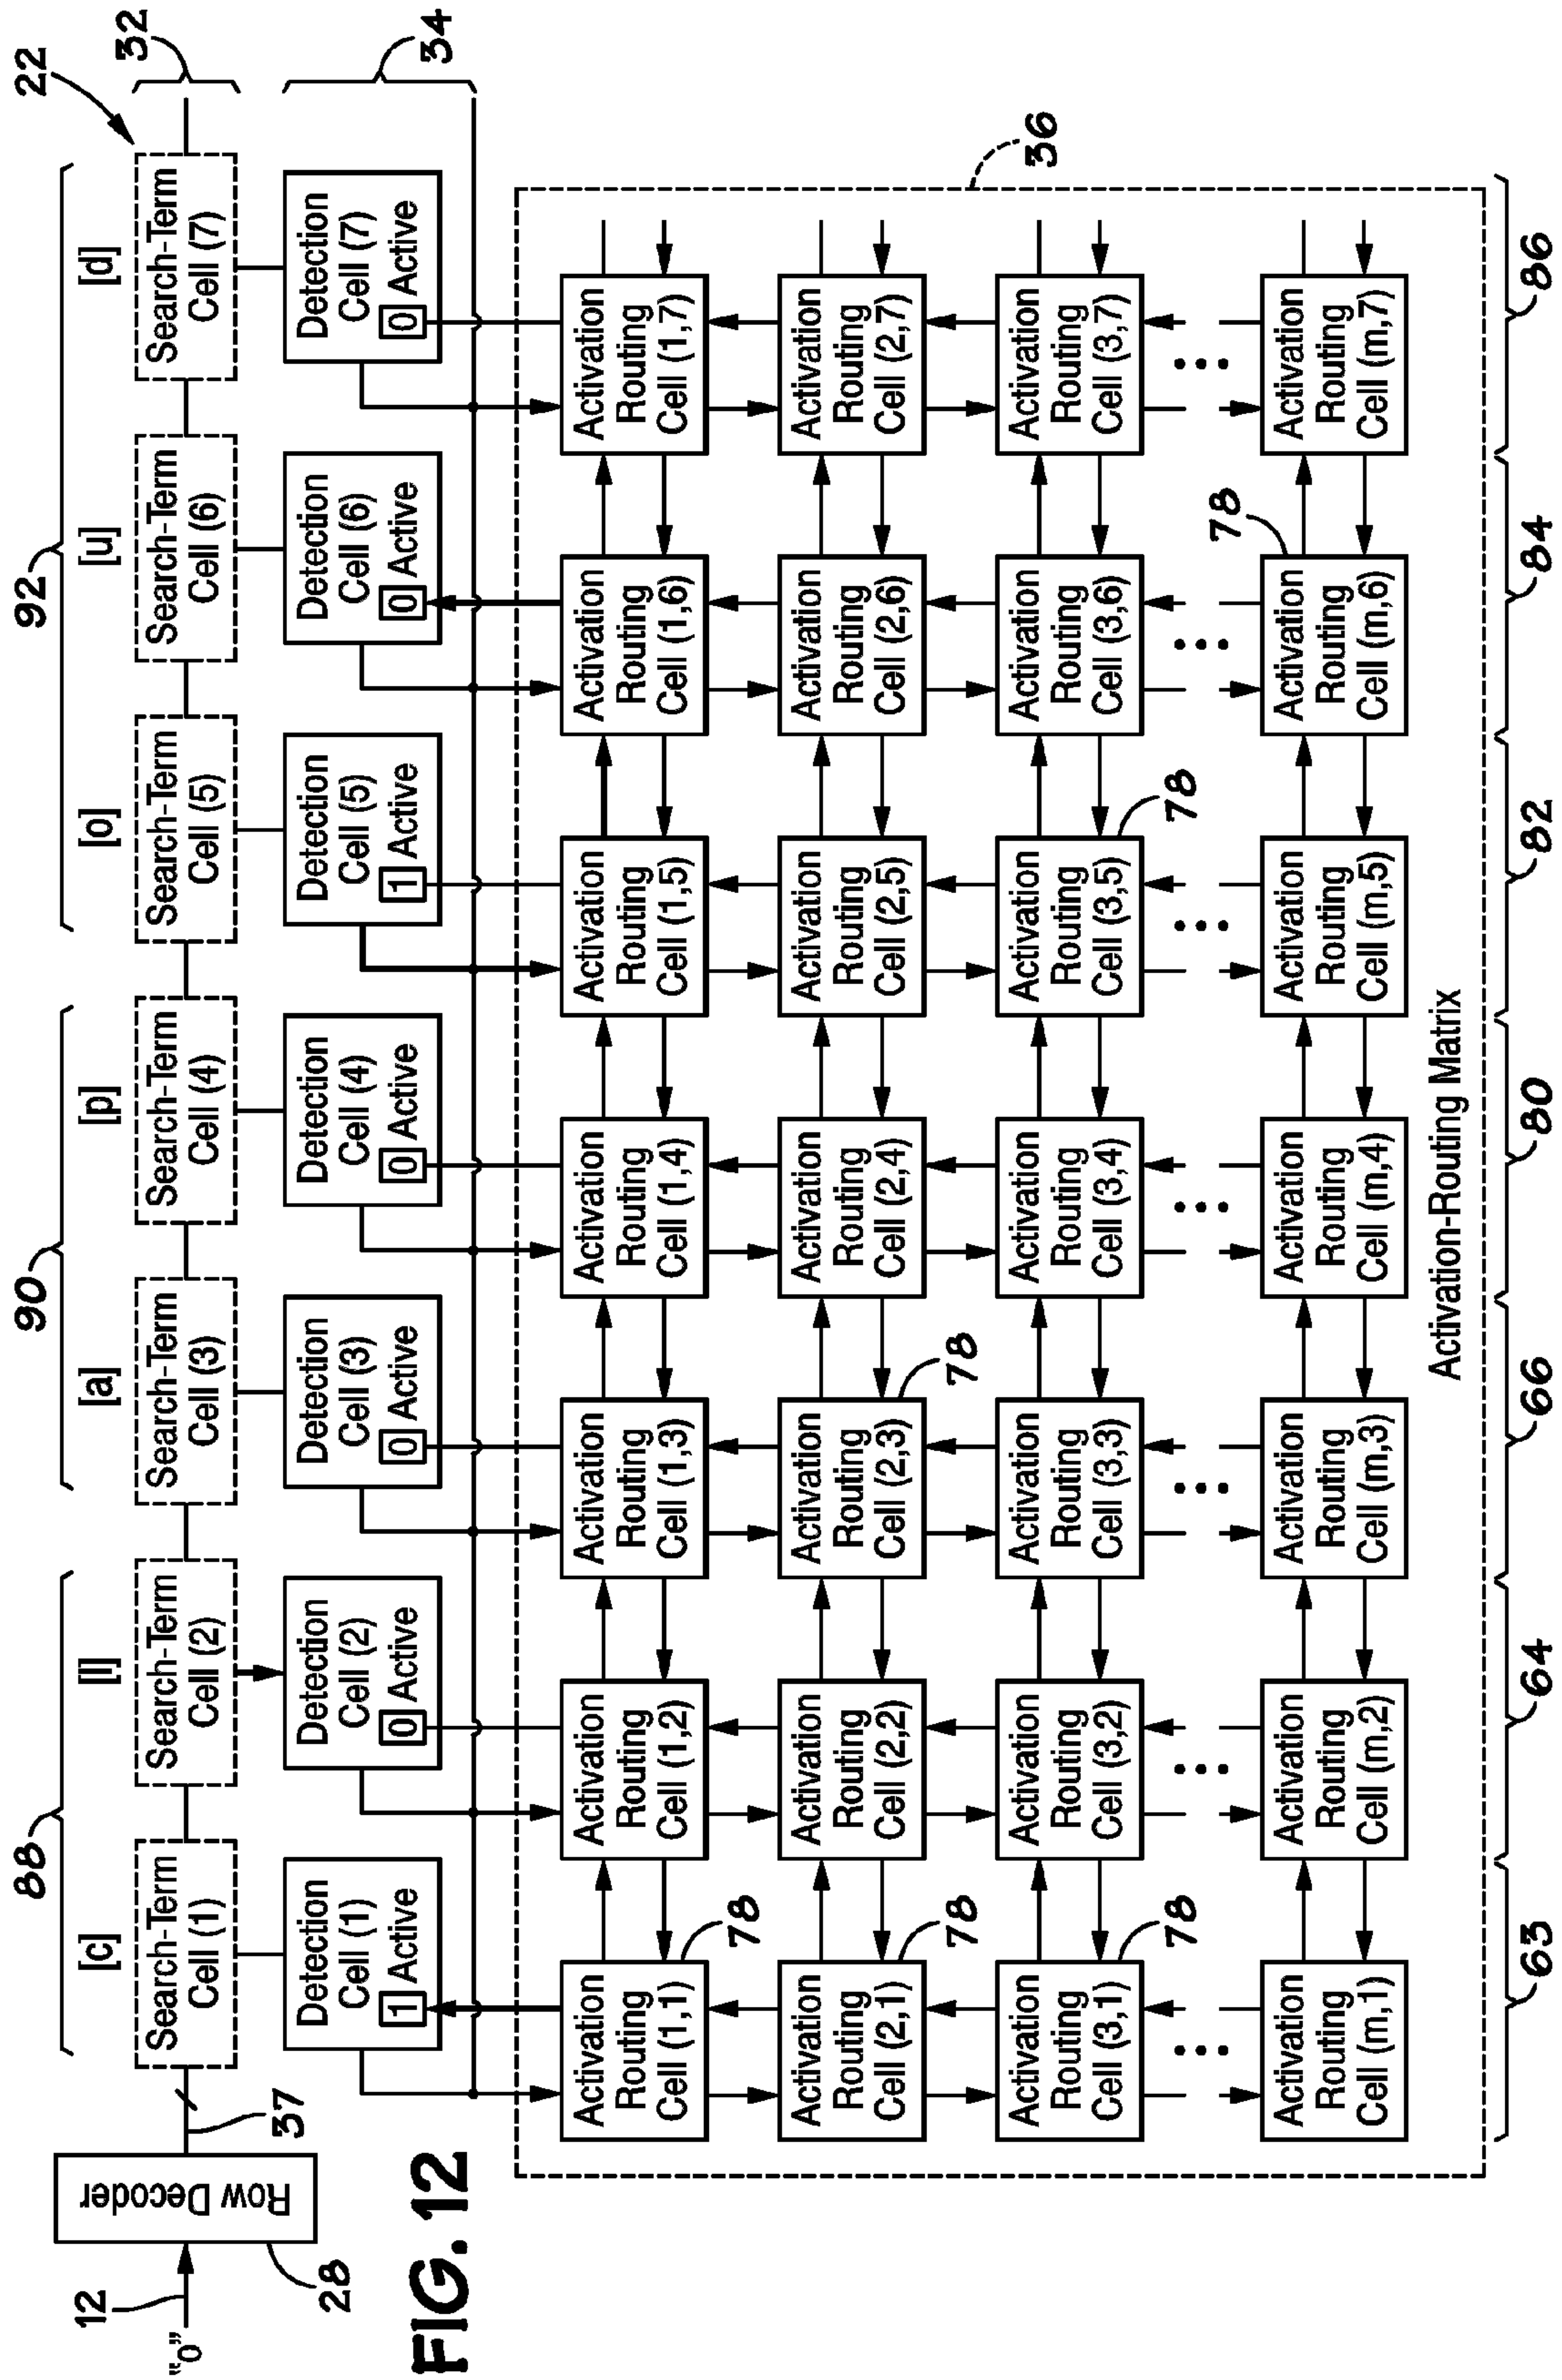 88
90
92
22
[c]
[l]
[a]
[p]
[o]
[u]
[d]
12
"o"
Row Decoder
28
37
Search-Term
Cell (1)
Search-Term
Cell (2)
Search-Term
Cell (3)
Search-Term
Cell (4)
Search-Term
Cell (5)
Search-Term
Cell (6)
Search-Term
Cell (7)
32
Detection
Cell (1)
1 Active
Detection
Cell (2)
0 Active
Detection
Cell (3)
0 Active
Detection
Cell (4)
0 Active
Detection
Cell (5)
1 Active
Detection
Cell (6)
0 Active
Detection
Cell (7)
0 Active
34
FIG. 12
36
Activation
Routing
Cell (1,1)
78
Activation
Routing
Cell (1,2)
Activation
Routing
Cell (1,3)
Activation
Routing
Cell (1,4)
Activation
Routing
Cell (1,5)
Activation
Routing
Cell (1,6)
Activation
Routing
Cell (1,7)
Activation
Routing
Cell (2,1)
78
Activation
Routing
Cell (2,2)
Activation
Routing
Cell (2,3)
78
Activation
Routing
Cell (2,4)
Activation
Routing
Cell (2,5)
Activation
Routing
Cell (2,6)
Activation
Routing
Cell (2,7)
Activation
Routing
Cell (3,1)
78
Activation
Routing
Cell (3,2)
Activation
Routing
Cell (3,3)
Activation
Routing
Cell (3,4)
Activation
Routing
Cell (3,5)
78
Activation
Routing
Cell (3,6)
Activation
Routing
Cell (3,7)
Activation
Routing
Cell (m,1)
Activation
Routing
Cell (m,2)
Activation
Routing
Cell (m,3)
Activation
Routing
Cell (m,4)
Activation
Routing
Cell (m,5)
Activation
Routing
Cell (m,6)
78
Activation
Routing
Cell (m,7)
Activation-Routing Matrix
63
64
66
80
82
84
86